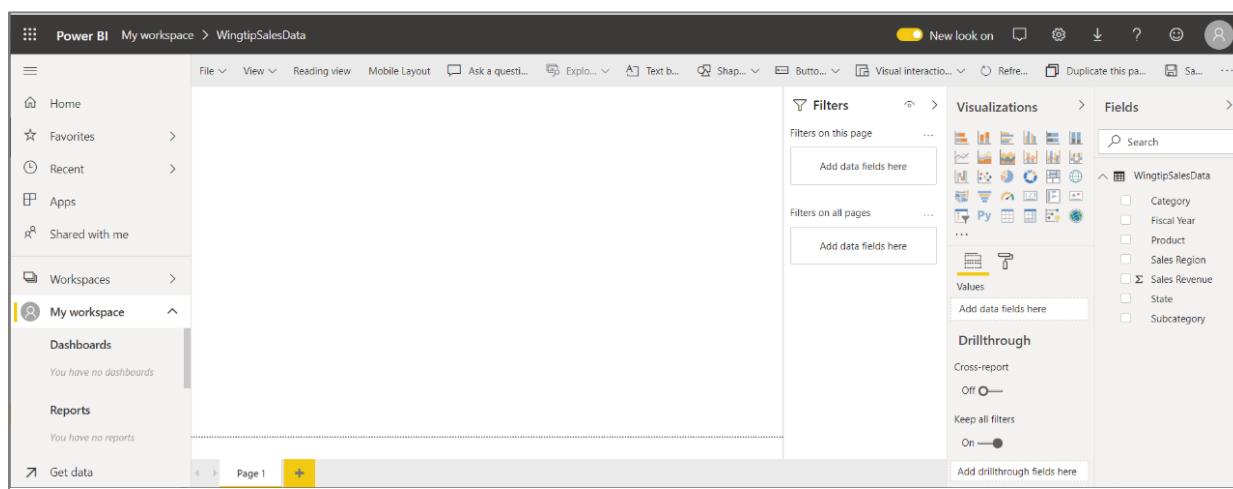 Power BI My workspace > WingtipSalesData New look on ?
File View Reading view Mobile Layout Ask a questi... Explo... Text b... Shap... Butto... Visual interactio... Refre... Duplicate this pa... Sa... ...
Home
Favorites
Recent
Apps
Shared with me
Workspaces
My workspace
Dashboards
You have no dashboards
Reports
You have no reports
Get data
Page 1 +
Filters
Filters on this page ...
Add data fields here
Filters on all pages ...
Add data fields here
Visualizations
Py
...
Values
Add data fields here
Drillthrough
Cross-report
Off
Keep all filters
On
Add drillthrough fields here
Fields
Search
WingtipSalesData
Category
Fiscal Year
Product
Sales Region
Σ Sales Revenue
State
Subcategory